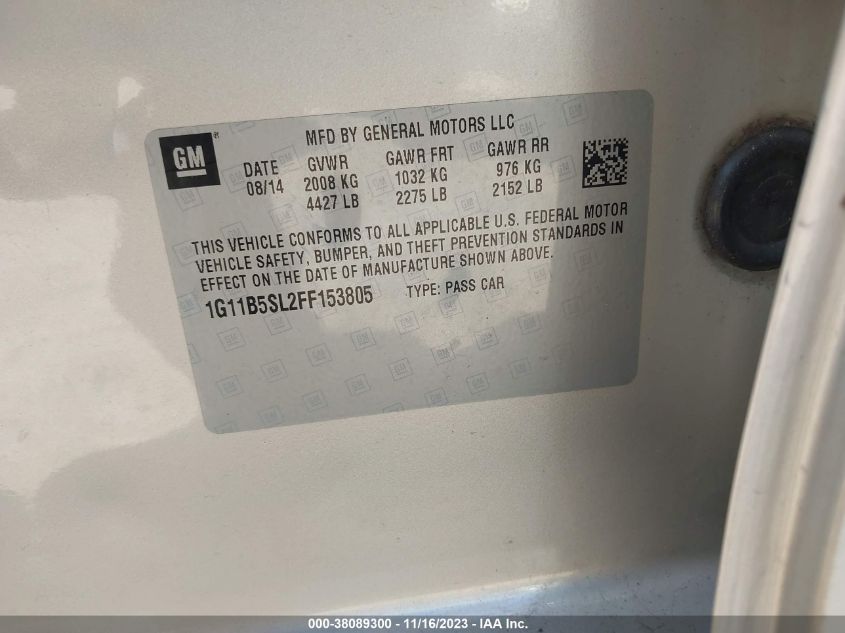 GM
MFD BY GENERAL MOTORS LLC
DATE GVWR GAWR FRT GAWR RR
08/14 2008 KG 1032 KG 976 KG
4427 LB 2275 LB 2152 LB
THIS VEHICLE CONFORMS TO ALL APPLICABLE U.S. FEDERAL MOTOR
VEHICLE SAFETY, BUMPER, AND THEFT PREVENTION STANDARDS IN
EFFECT ON THE DATE OF MANUFACTURE SHOWN ABOVE.
1G11B5SL2FF153805 TYPE: PASS CAR
000-38089300 - 11/16/2023 - IAA Inc.